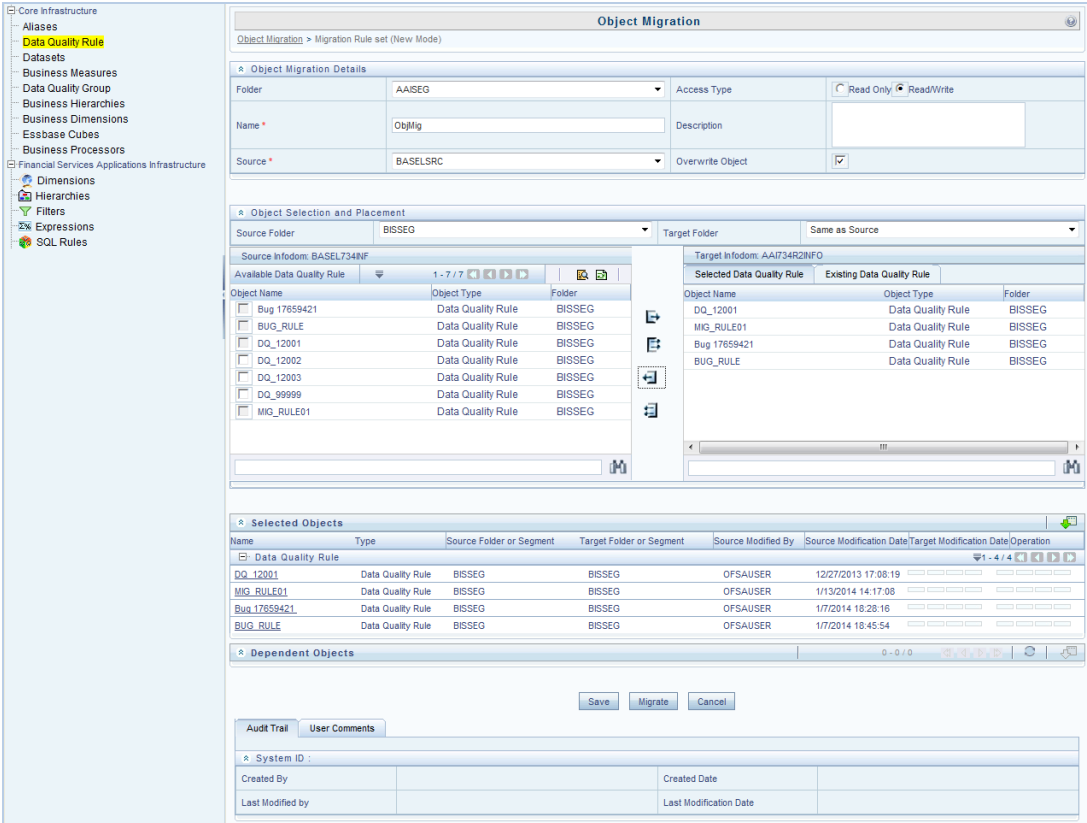 Core Infrastructure
Aliases
Data Quality Rule
Datasets
Business Measures
Data Quality Group
Business Hierarchies
Business Dimensions
Essbase Cubes
Business Processors
Financial Services Applications Infrastructure
Dimensions
Hierarchies
Filters
Expressions
SQL Rules
Object Migration
Object Migration > Migration Rule set (New Mode)
Object Migration Details
Folder AAISEG Access Type Read Only Read/Write
Name * ObjMig Description
Source * BASELSRC Overwrite Object
Object Selection and Placement
Source Folder BISSEG Target Folder Same as Source
Source Infodom: BASEL734INF
Available Data Quality Rule 1 - 7 / 7
Object Name Object Type Folder
Bug 17659421 Data Quality Rule BISSEG
BUG_RULE Data Quality Rule BISSEG
DQ_12001 Data Quality Rule BISSEG
DQ_12002 Data Quality Rule BISSEG
DQ_12003 Data Quality Rule BISSEG
DQ_99999 Data Quality Rule BISSEG
MIG_RULE01 Data Quality Rule BISSEG
Target Infodom: AAI734R2INFO
Selected Data Quality Rule Existing Data Quality Rule
Object Name Object Type Folder
DQ_12001 Data Quality Rule BISSEG
MIG_RULE01 Data Quality Rule BISSEG
Bug 17659421 Data Quality Rule BISSEG
BUG_RULE Data Quality Rule BISSEG
Selected Objects
Name Type Source Folder or Segment Target Folder or Segment Source Modified By Source Modification Date Target Modification Date Operation
Data Quality Rule 1 - 4 / 4
DQ_12001 Data Quality Rule BISSEG BISSEG OFSAUSER 12/27/2013 17:08:19
MIG_RULE01 Data Quality Rule BISSEG BISSEG OFSAUSER 1/13/2014 14:17:08
Bug 17659421 Data Quality Rule BISSEG BISSEG OFSAUSER 1/7/2014 18:28:16
BUG_RULE Data Quality Rule BISSEG BISSEG OFSAUSER 1/7/2014 18:45:54
Dependent Objects 0 - 0 / 0
Save Migrate Cancel
Audit Trail User Comments
System ID :
Created By Created Date
Last Modified by Last Modification Date